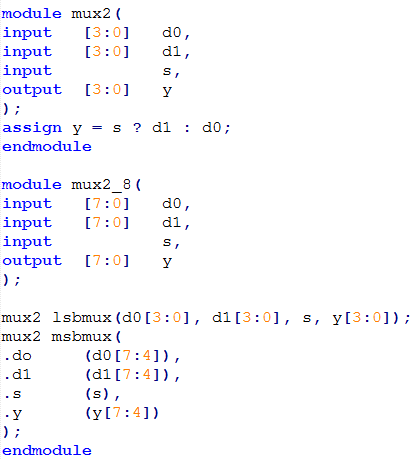 module mux2(
input   [3:0]   d0,
input   [3:0]   d1,
input           s,
output  [3:0]   y
);
assign y = s ? d1 : d0;
endmodule

module mux2_8(
input   [7:0]   d0,
input   [7:0]   d1,
input           s,
output  [7:0]   y
);

mux2 lsbmux(d0[3:0], d1[3:0], s, y[3:0]);
mux2 msbmux(
.do     (d0[7:4]),
.d1     (d1[7:4]),
.s      (s),
.y      (y[7:4])
);
endmodule